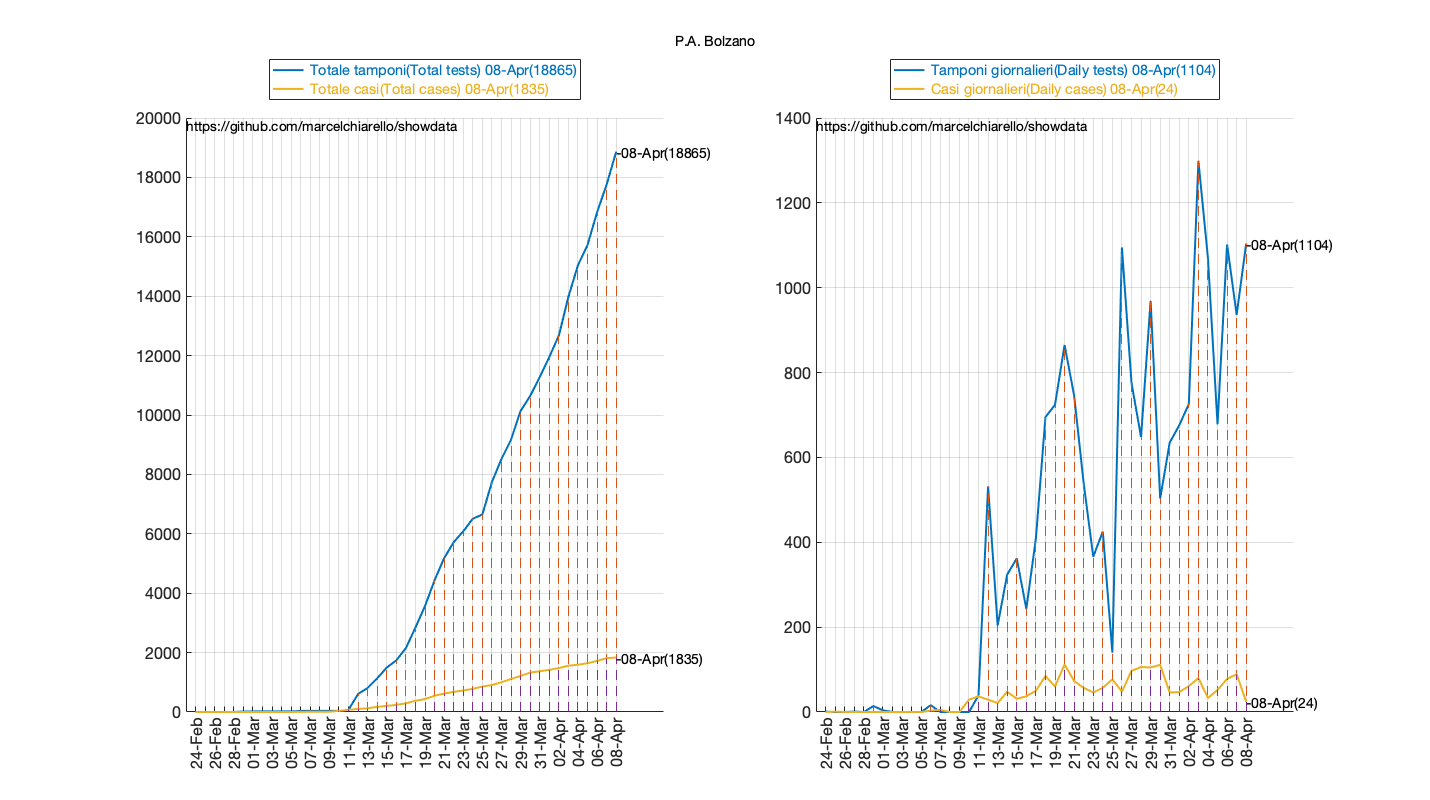 P.A. Bolzano
Totale tamponi(Total tests) 08-Apr(18865)
Totale casi(Total cases) 08-Apr(1835)
https://github.com/marcelchiarello/showdata
20000
18000
16000
14000
12000
10000
8000
6000
4000
2000
0
08-Apr(18865)
08-Apr(1835)
24-Feb
26-Feb
28-Feb
01-Mar
03-Mar
05-Mar
07-Mar
09-Mar
11-Mar
13-Mar
15-Mar
17-Mar
19-Mar
21-Mar
23-Mar
25-Mar
27-Mar
29-Mar
31-Mar
02-Apr
04-Apr
06-Apr
08-Apr
Tamponi giornalieri(Daily tests) 08-Apr(1104)
Casi giornalieri(Daily cases) 08-Apr(24)
https://github.com/marcelchiarello/showdata
1400
1200
1000
800
600
400
200
0
08-Apr(1104)
08-Apr(24)
24-Feb
26-Feb
28-Feb
01-Mar
03-Mar
05-Mar
07-Mar
09-Mar
11-Mar
13-Mar
15-Mar
17-Mar
19-Mar
21-Mar
23-Mar
25-Mar
27-Mar
29-Mar
31-Mar
02-Apr
04-Apr
06-Apr
08-Apr